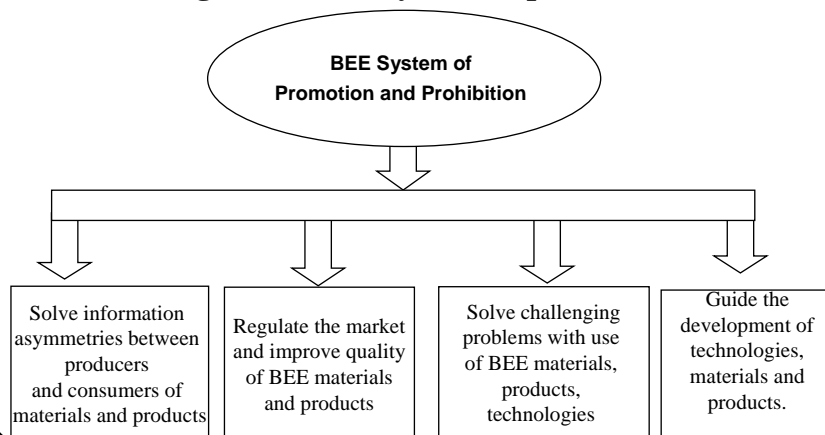 BEE System of
Promotion and Prohibition
Solve information
asymmetries between
producers
and consumers of
materials and products
Regulate the market
and improve quality
of BEE materials
and products
Solve challenging
problems with use
of BEE materials,
products,
technologies
Guide the
development of
technologies,
materials and
products.